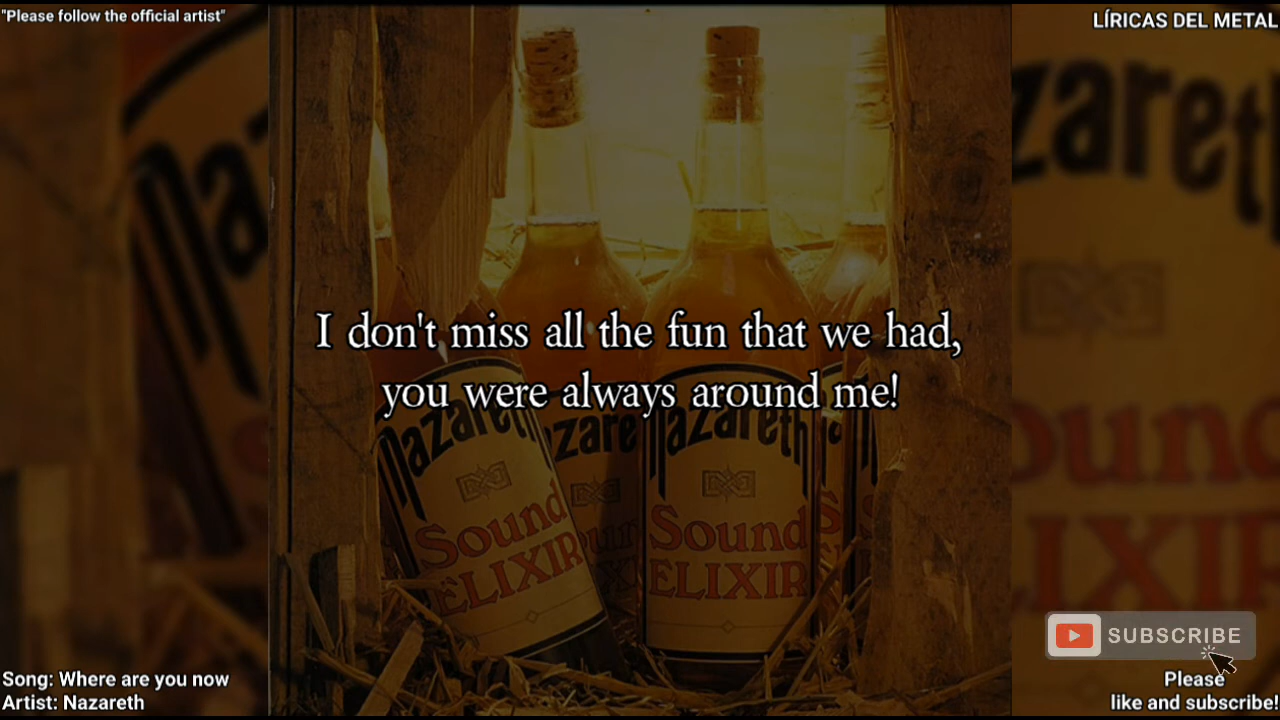 "Please follow the official artist"
LÍRICAS DEL METAL
I don't miss all the fun that we had,
you were always around me!
Nazareth
Sound
ELIXIR
Nazareth
Sound
ELIXIR
SUBSCRIBE
Song: Where are you now
Artist: Nazareth
Please
like and subscribe!